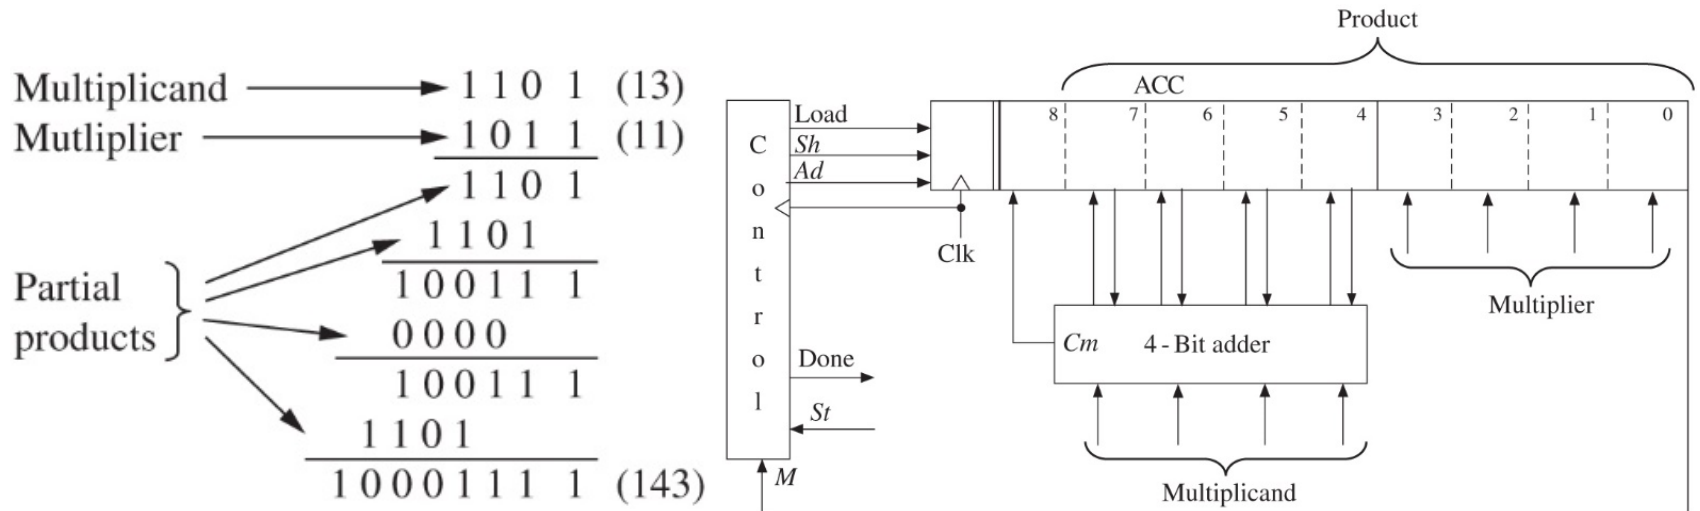 Multiplicand 1 1 0 1 (13)
Mutliplier 1 0 1 1 (11)
1 1 0 1
1 1 0 1
1 0 0 1 1 1
Partial
products
0 0 0 0
1 0 0 1 1 1
1 1 0 1
1 0 0 0 1 1 1 1 (143)
Product
ACC
8 7 6 5 4 3 2 1 0
Load
Sh
Ad
Control
Clk
Done
St
M
Cm 4-Bit adder
Multiplier
Multiplicand